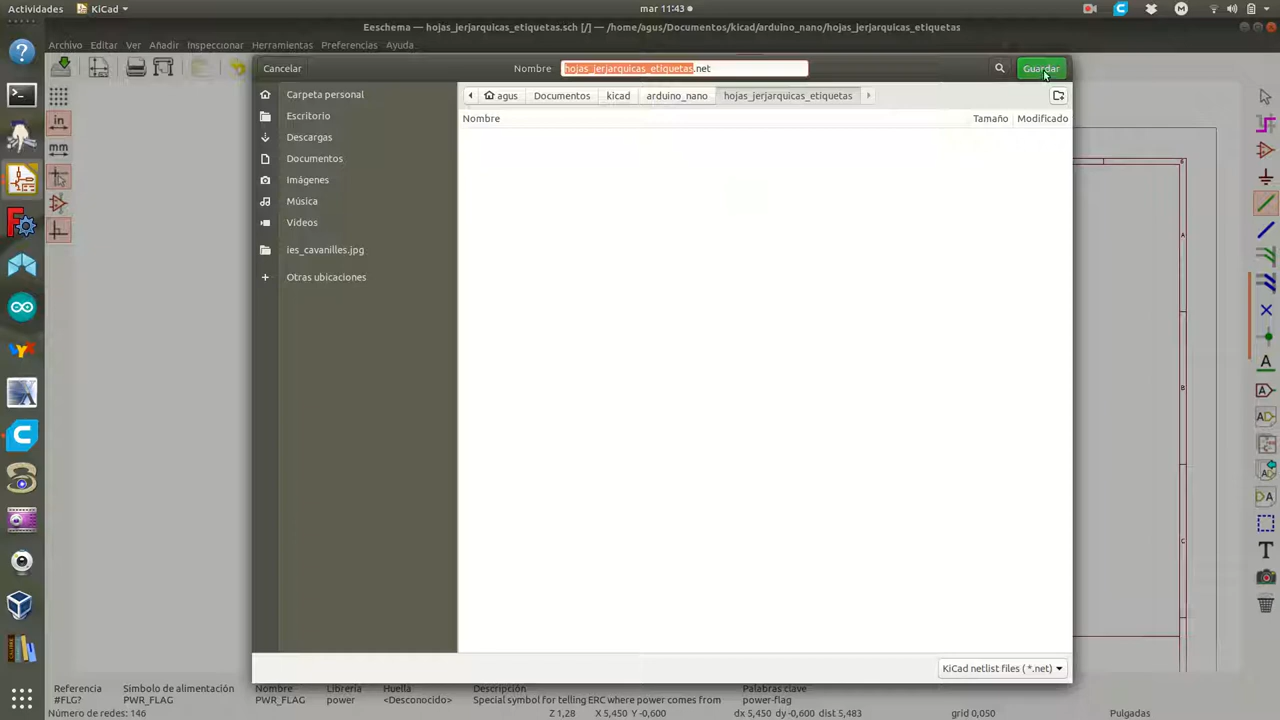 Actividades KiCad mar 11:43
Eeschema — hojas_jerjarquicas_etiquetas.sch [/] — /home/agus/Documentos/kicad/arduino_nano/hojas_jerjarquicas_etiquetas
Archivo Editar Ver Añadir Inspeccionar Herramientas Preferencias Ayuda
Cancelar Nombre hojas_jerjarquicas_etiquetas.net Guardar
agus Documentos kicad arduino_nano hojas_jerjarquicas_etiquetas
Nombre Tamaño Modificado
Carpeta personal
Escritorio
Descargas
Documentos
Imágenes
Música
Vídeos
ies_cavanilles.jpg
Otras ubicaciones
in
mm
A
B
C
KiCad netlist files (*.net)
Referencia Símbolo de alimentación Nombre Librería Huella Descripción Palabras clave
#FLG? PWR_FLAG PWR_FLAG power <Desconocido> Special symbol for telling ERC where power comes from power-flag
Número de redes: 146 Z 1,28 X 5,450 Y -0,600 dx 5,450 dy -0,600 dist 5,483 grid 0,050 Pulgadas